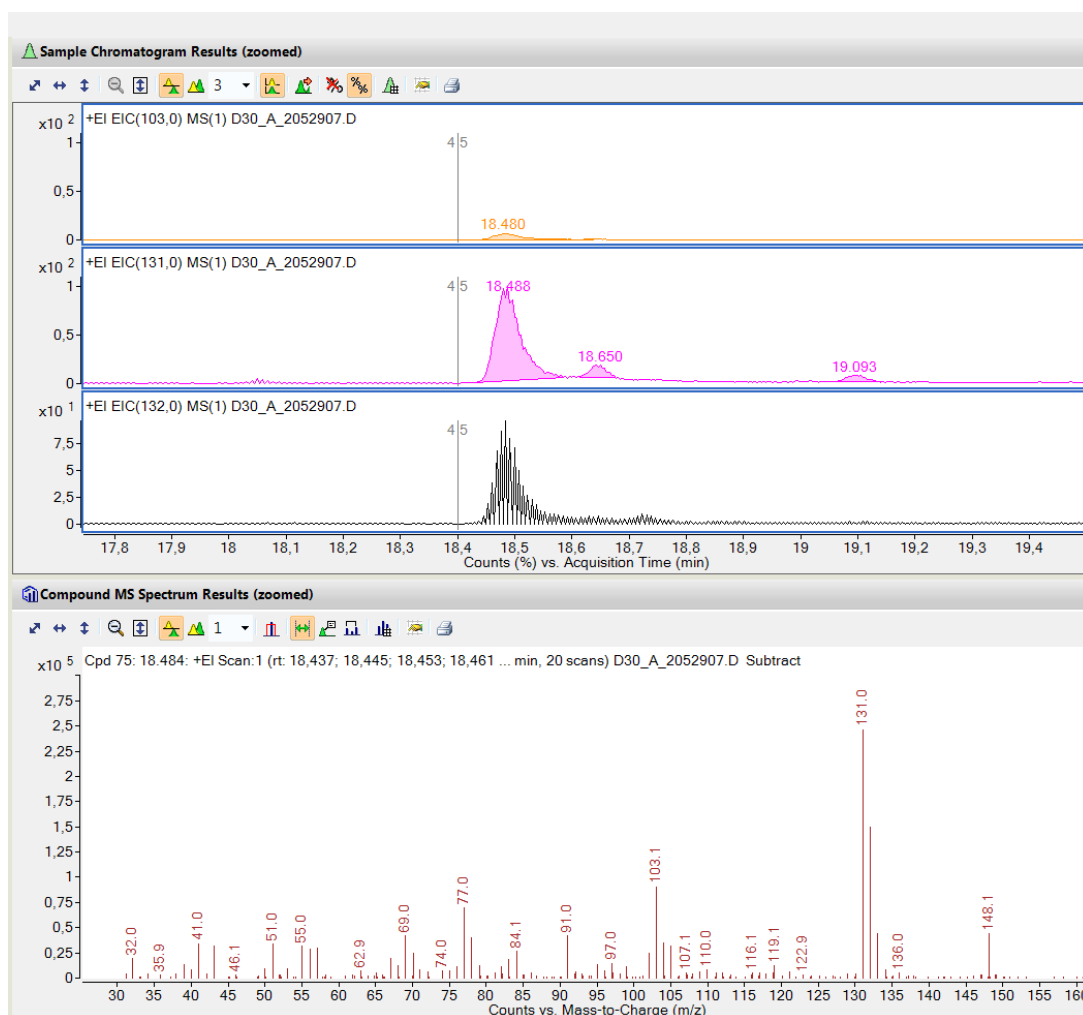 Sample Chromatogram Results (zoomed)
3
x10 2
+EI EIC(103,0) MS(1) D30_A_2052907.D
1
4 5
0,5
18.480
0
x10 2
+EI EIC(131,0) MS(1) D30_A_2052907.D
1
4 5
18.488
0,5
18.650
19.093
0
x10 1
+EI EIC(132,0) MS(1) D30_A_2052907.D
4 5
7,5
5
2,5
0
17,8 17,9 18 18,1 18,2 18,3 18,4 18,5 18,6 18,7 18,8 18,9 19 19,1 19,2 19,3 19,4
Counts (%) vs. Acquisition Time (min)
Compound MS Spectrum Results (zoomed)
1
x10 5
Cpd 75: 18.484: +EI Scan:1 (rt: 18,437; 18,445; 18,453; 18,461 ... min, 20 scans) D30_A_2052907.D Subtract
2,75
2,5
2,25
2
1,75
1,5
1,25
1
0,75
0,5
0,25
0
32.0 35.9 41.0 46.1 51.0 55.0 62.9 69.0 74.0 77.0 84.1 91.0 97.0 103.1 107.1 110.0 116.1 119.1 122.9 131.0 136.0 148.1
30 35 40 45 50 55 60 65 70 75 80 85 90 95 100 105 110 115 120 125 130 135 140 145 150 155
Counts vs. Mass-to-Charge (m/z)